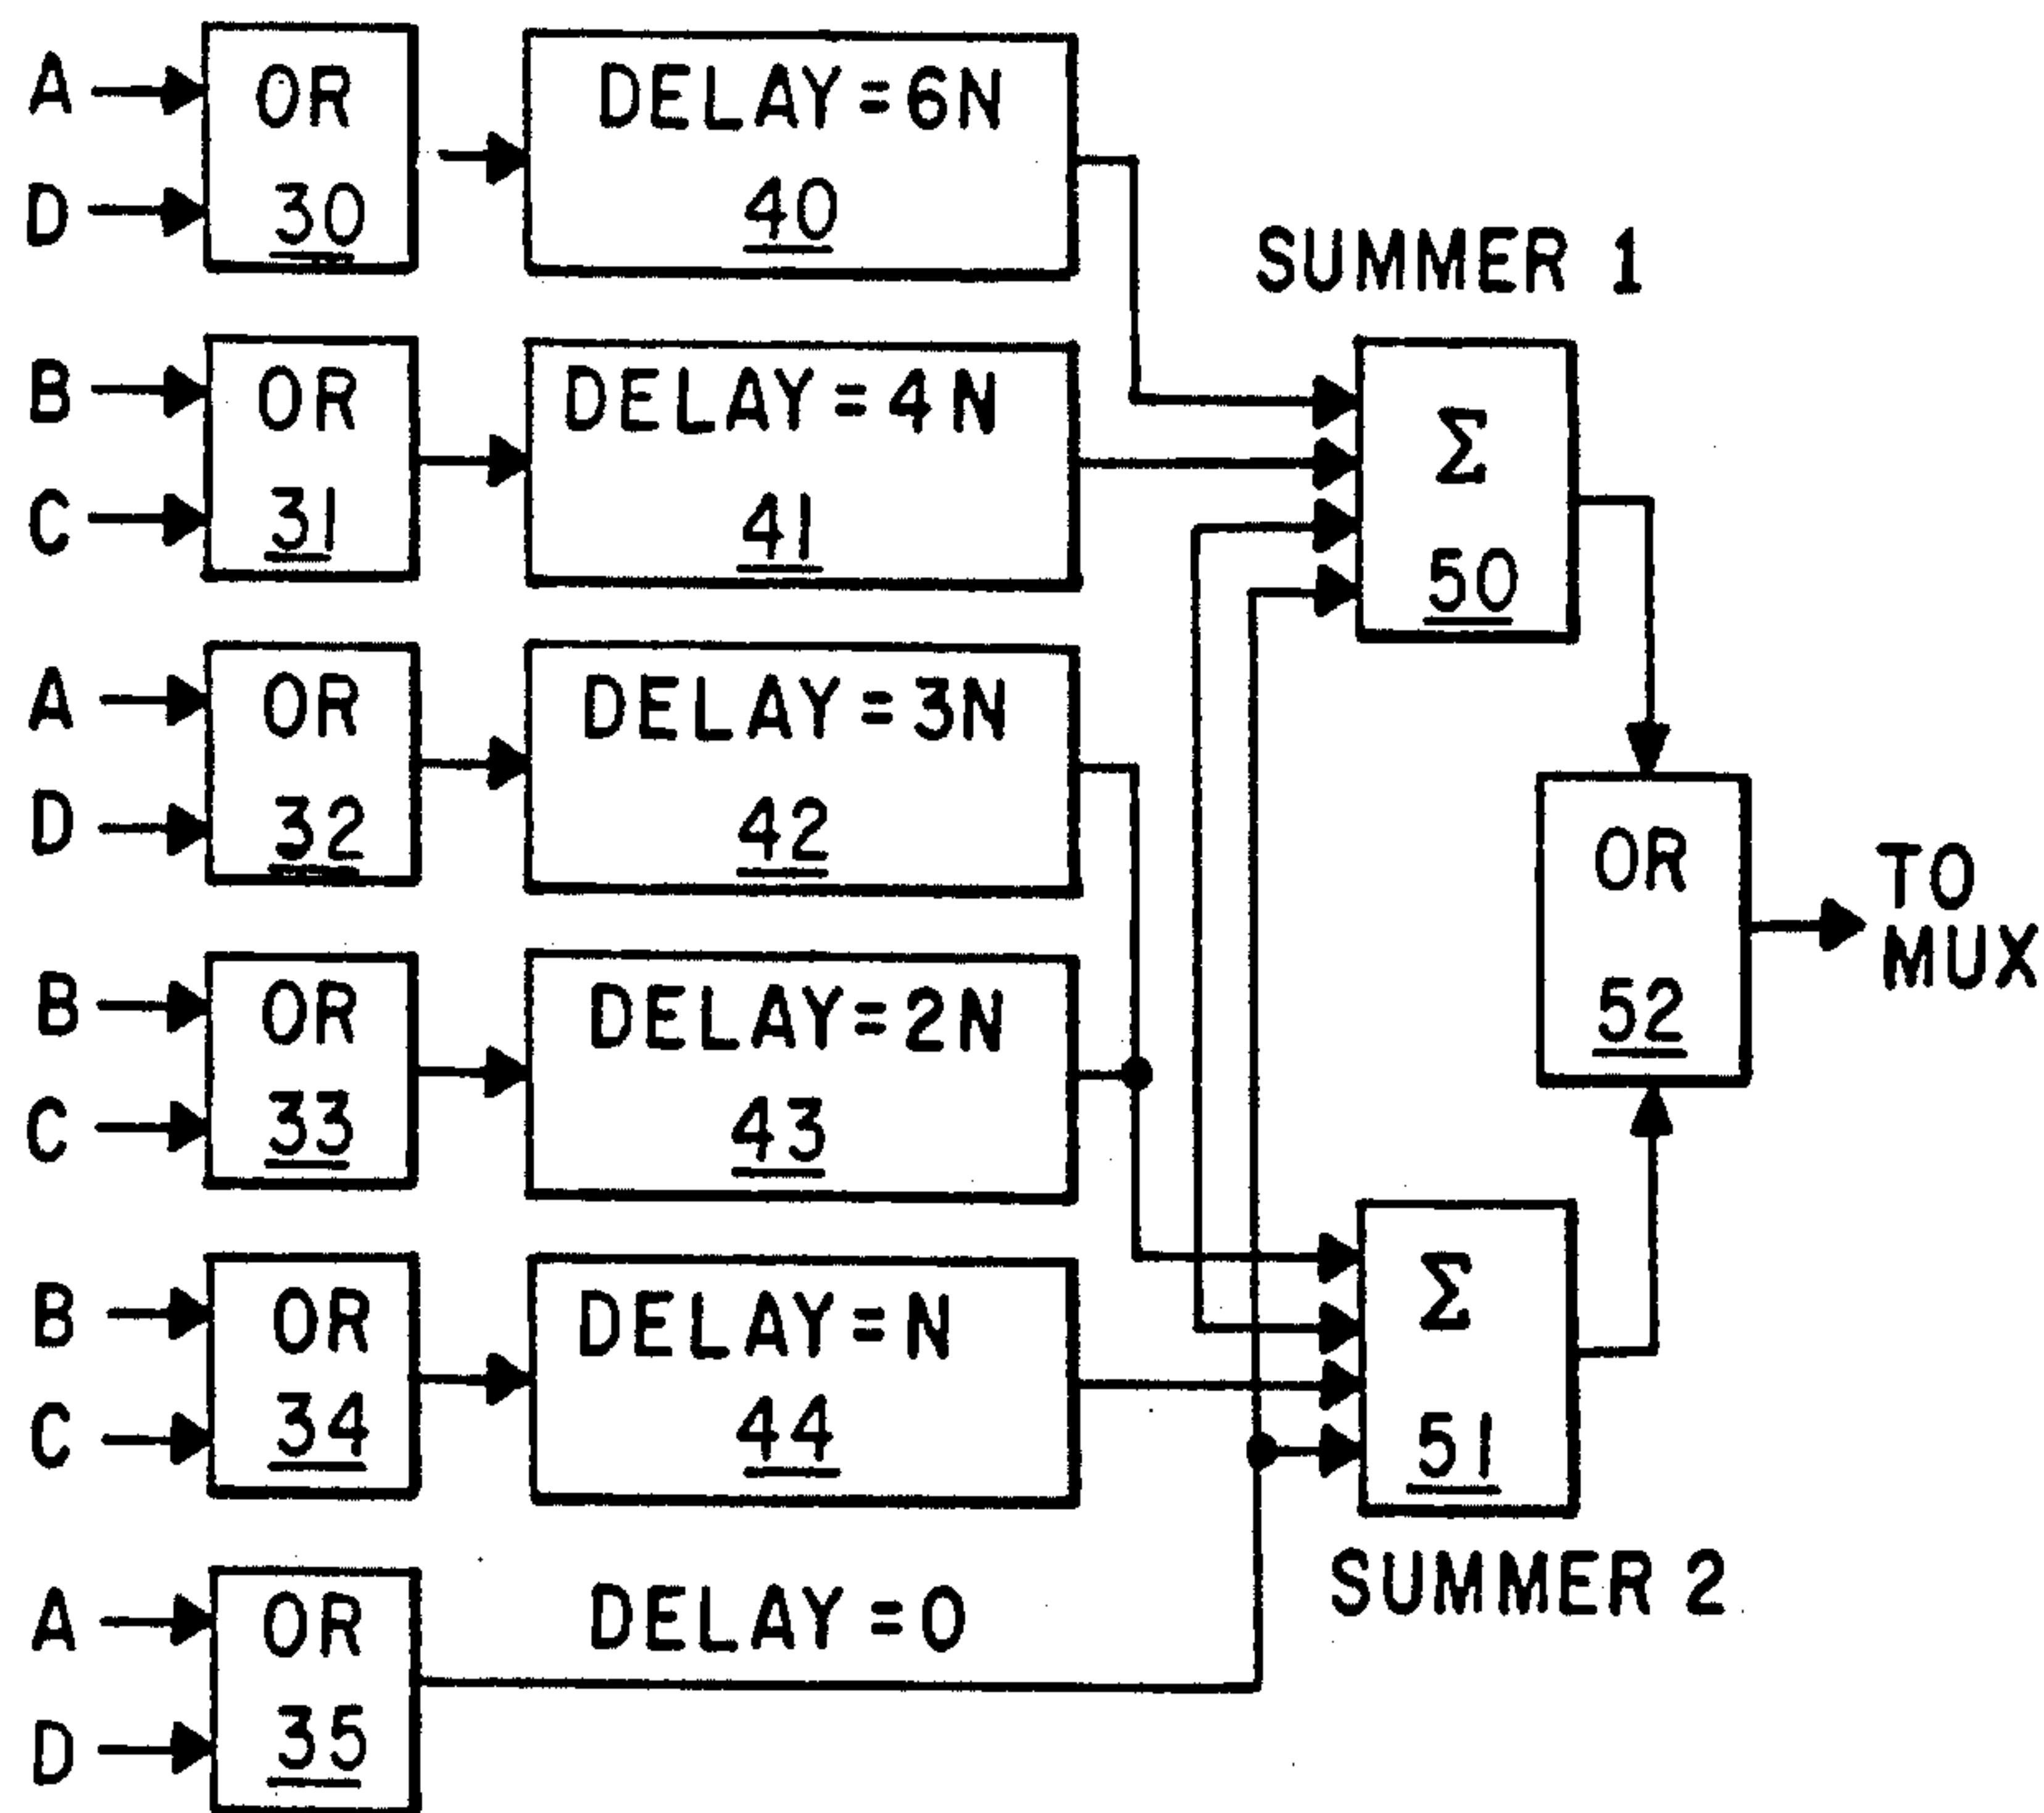 A
D
OR
30
DELAY=6N
40
B
C
OR
31
DELAY=4N
41
SUMMER 1
Σ
50
A
D
OR
32
DELAY=3N
42
B
C
OR
33
DELAY=2N
43
OR
52
TO
MUX
B
C
OR
34
DELAY=N
44
Σ
51
SUMMER 2
A
D
OR
35
DELAY=0